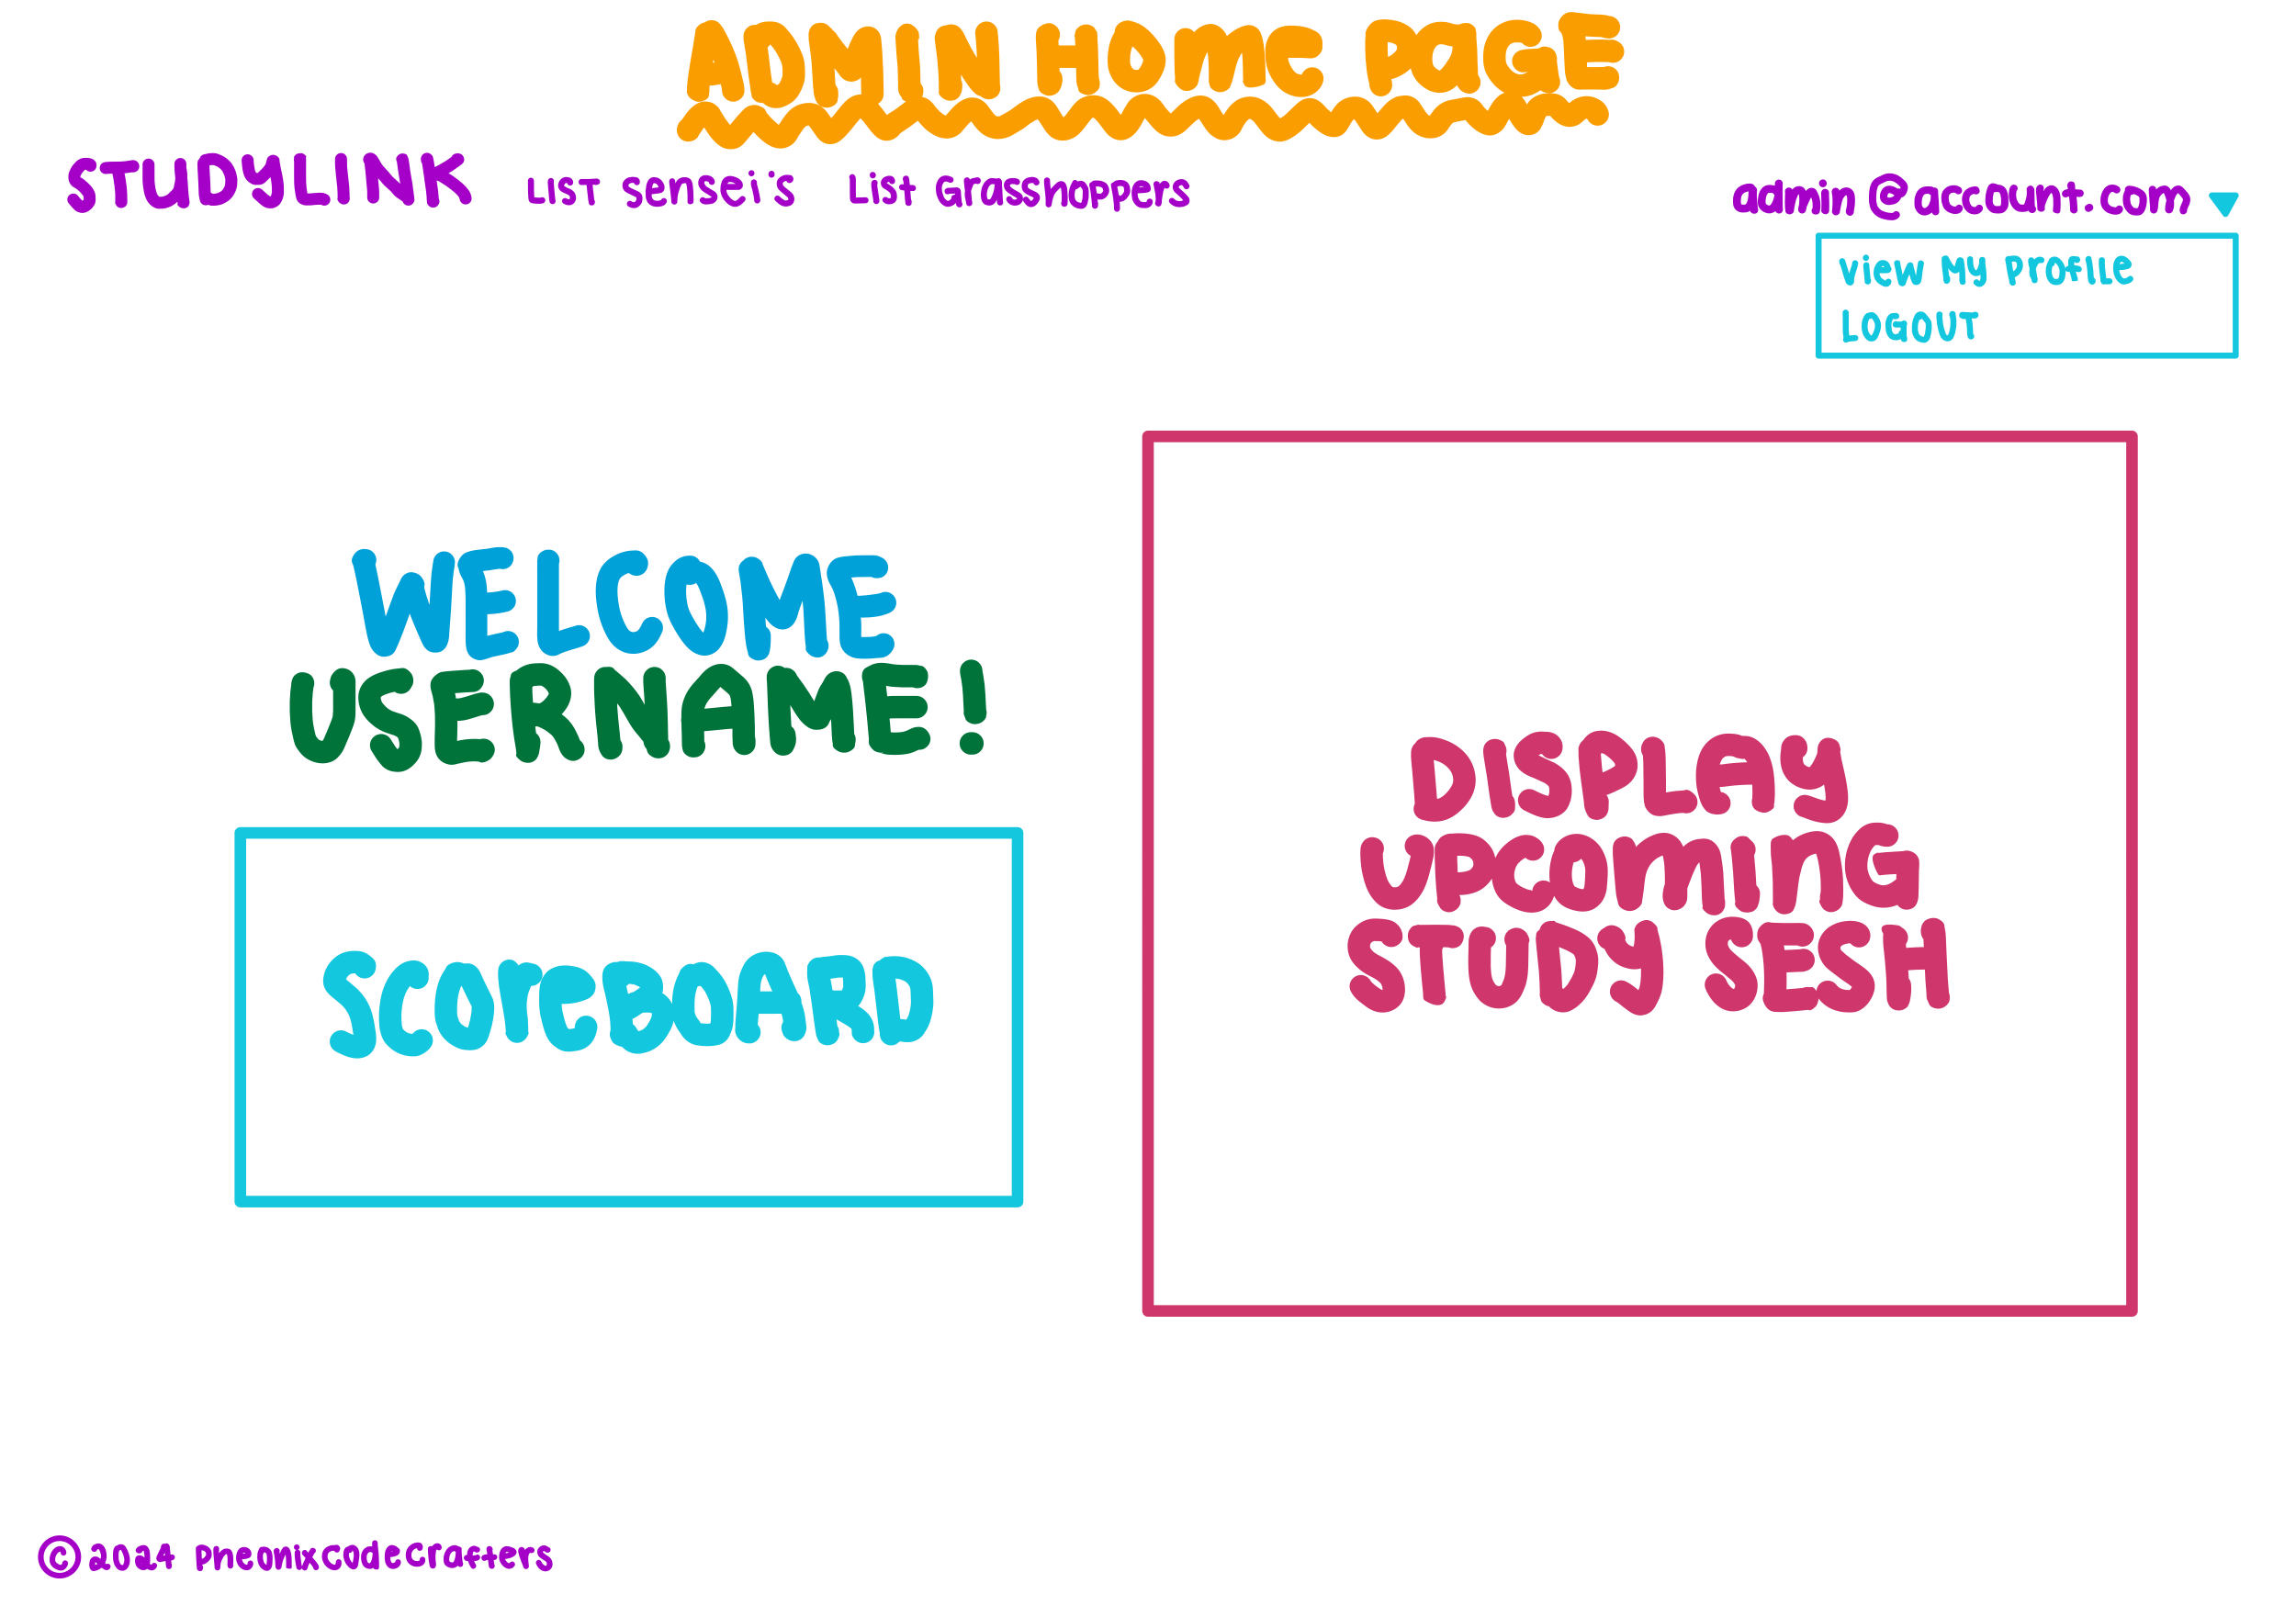 ADMIN HOme PaGE
STUDyLINK
LIST sensei's
List grasshoppers
admin @ account.com
View My PROfiLe
LOGOUT
WELCOME
USERNAME!
SCOreBOARD
DISPLAy
UPComing
STUDy SESH
© 2024 pheonixcodecrafters